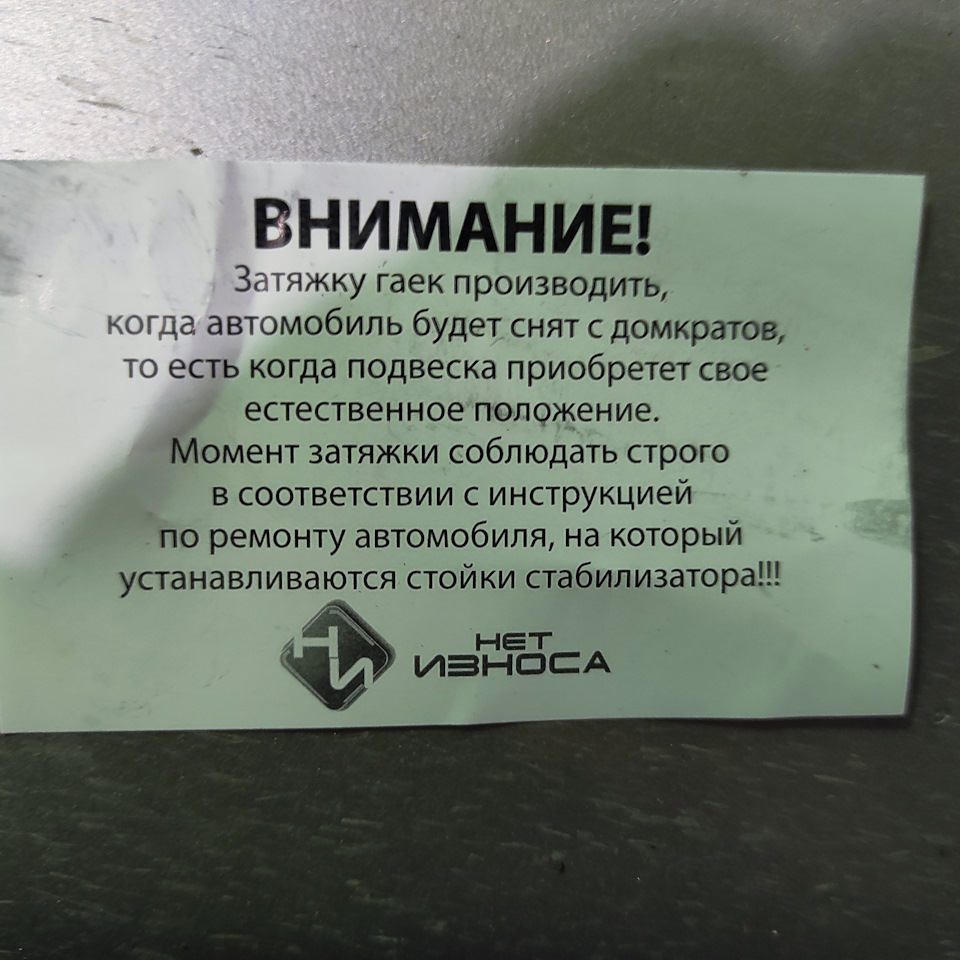 ВНИМАНИЕ!
Затяжку гаек производить,
когда автомобиль будет снят с домкратов,
то есть когда подвеска приобретет свое
естественное положение.
Момент затяжки соблюдать строго
в соответствии с инструкцией
по ремонту автомобиля, на который
устанавливаются стойки стабилизатора!!!
НИ
НЕТ
ИЗНОСА